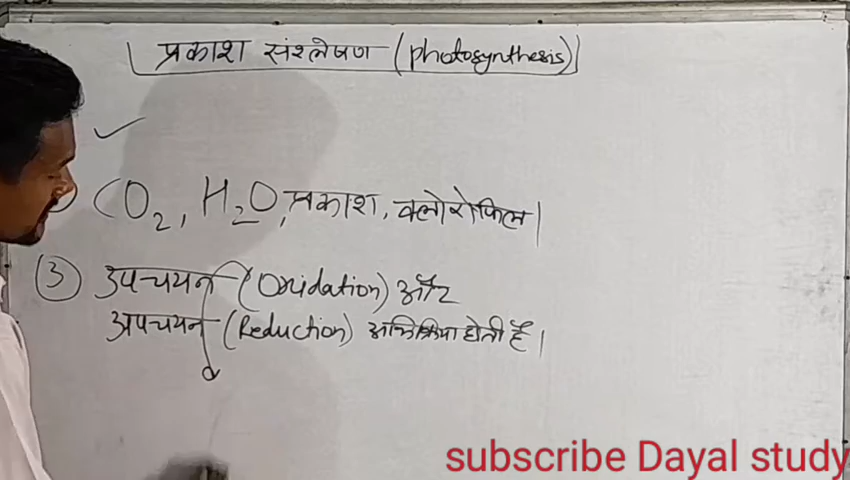 प्रकाश संश्लेषण (photosynthesis)
CO2, H2O, प्रकाश, क्लोरोफिल।
③ उपचयन (Oxidation) और
अपचयन (Reduction) अभिक्रिया होती है।
subscribe Dayal study